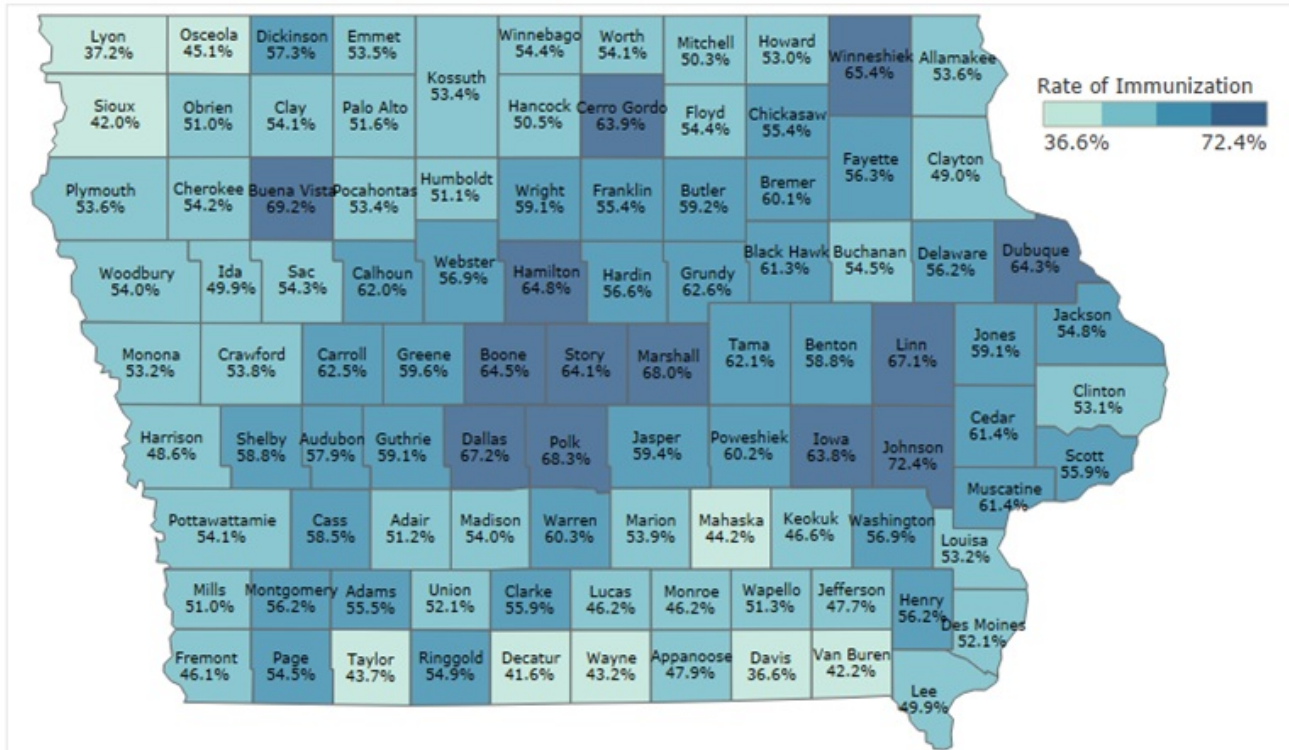 Lyon
37.2%
Osceola
45.1%
Dickinson
57.3%
Emmet
53.5%
Kossuth
53.4%
Winnebago
54.4%
Worth
54.1%
Mitchell
50.3%
Howard
53.0%
Winneshiek
65.4%
Allamakee
53.6%
Rate of Immunization
36.6%
72.4%
Sioux
42.0%
Obrien
51.0%
Clay
54.1%
Palo Alto
51.6%
Hancock
50.5%
Cerro Gordo
63.9%
Floyd
54.4%
Chickasaw
55.4%
Fayette
56.3%
Clayton
49.0%
Plymouth
53.6%
Cherokee
54.2%
Buena Vista
69.2%
Pocahontas
53.4%
Humboldt
51.1%
Wright
59.1%
Franklin
55.4%
Butler
59.2%
Bremer
60.1%
Woodbury
54.0%
Ida
49.9%
Sac
54.3%
Calhoun
62.0%
Webster
56.9%
Hamilton
64.8%
Hardin
56.6%
Grundy
62.6%
Black Hawk
61.3%
Buchanan
54.5%
Delaware
56.2%
Dubuque
64.3%
Monona
53.2%
Crawford
53.8%
Carroll
62.5%
Greene
59.6%
Boone
64.5%
Story
64.1%
Marshall
68.0%
Tama
62.1%
Benton
58.8%
Linn
67.1%
Jones
59.1%
Jackson
54.8%
Clinton
53.1%
Harrison
48.6%
Shelby
58.8%
Audubon
57.9%
Guthrie
59.1%
Dallas
67.2%
Polk
68.3%
Jasper
59.4%
Poweshiek
60.2%
Iowa
63.8%
Johnson
72.4%
Cedar
61.4%
Scott
55.9%
Muscatine
61.4%
Pottawattamie
54.1%
Cass
58.5%
Adair
51.2%
Madison
54.0%
Warren
60.3%
Marion
53.9%
Mahaska
44.2%
Keokuk
46.6%
Washington
56.9%
Louisa
53.2%
Mills
51.0%
Montgomery
56.2%
Adams
55.5%
Union
52.1%
Clarke
55.9%
Lucas
46.2%
Monroe
46.2%
Wapello
51.3%
Jefferson
47.7%
Henry
56.2%
Des Moines
52.1%
Fremont
46.1%
Page
54.5%
Taylor
43.7%
Ringgold
54.9%
Decatur
41.6%
Wayne
43.2%
Appanoose
47.9%
Davis
36.6%
Van Buren
42.2%
Lee
49.9%